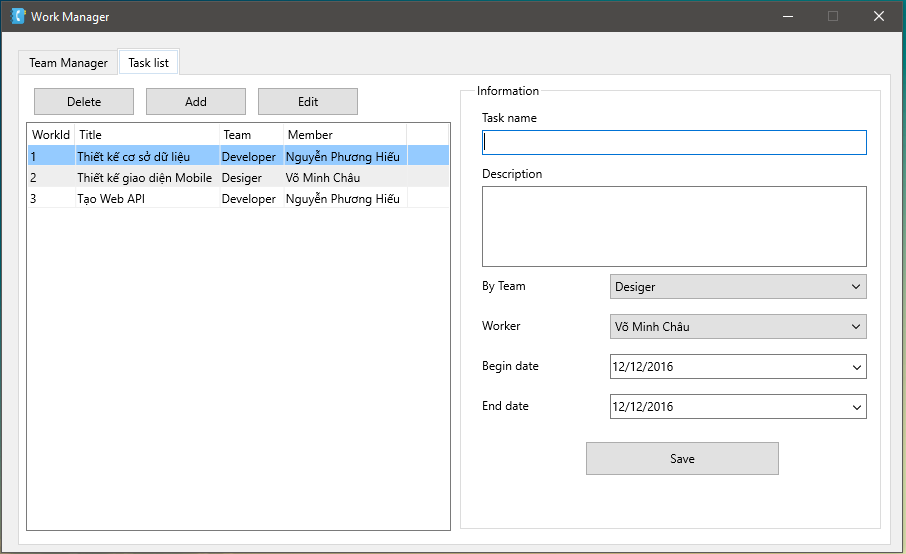 Work Manager
Team Manager Task list
Delete Add Edit
WorkId Title Team Member
1 Thiết kế cơ sở dữ liệu Developer Nguyễn Phương Hiếu
2 Thiết kế giao diện Mobile Desiger Võ Minh Châu
3 Tạo Web API Developer Nguyễn Phương Hiếu
Information
Task name
Description
By Team Desiger
Worker Võ Minh Châu
Begin date 12/12/2016
End date 12/12/2016
Save